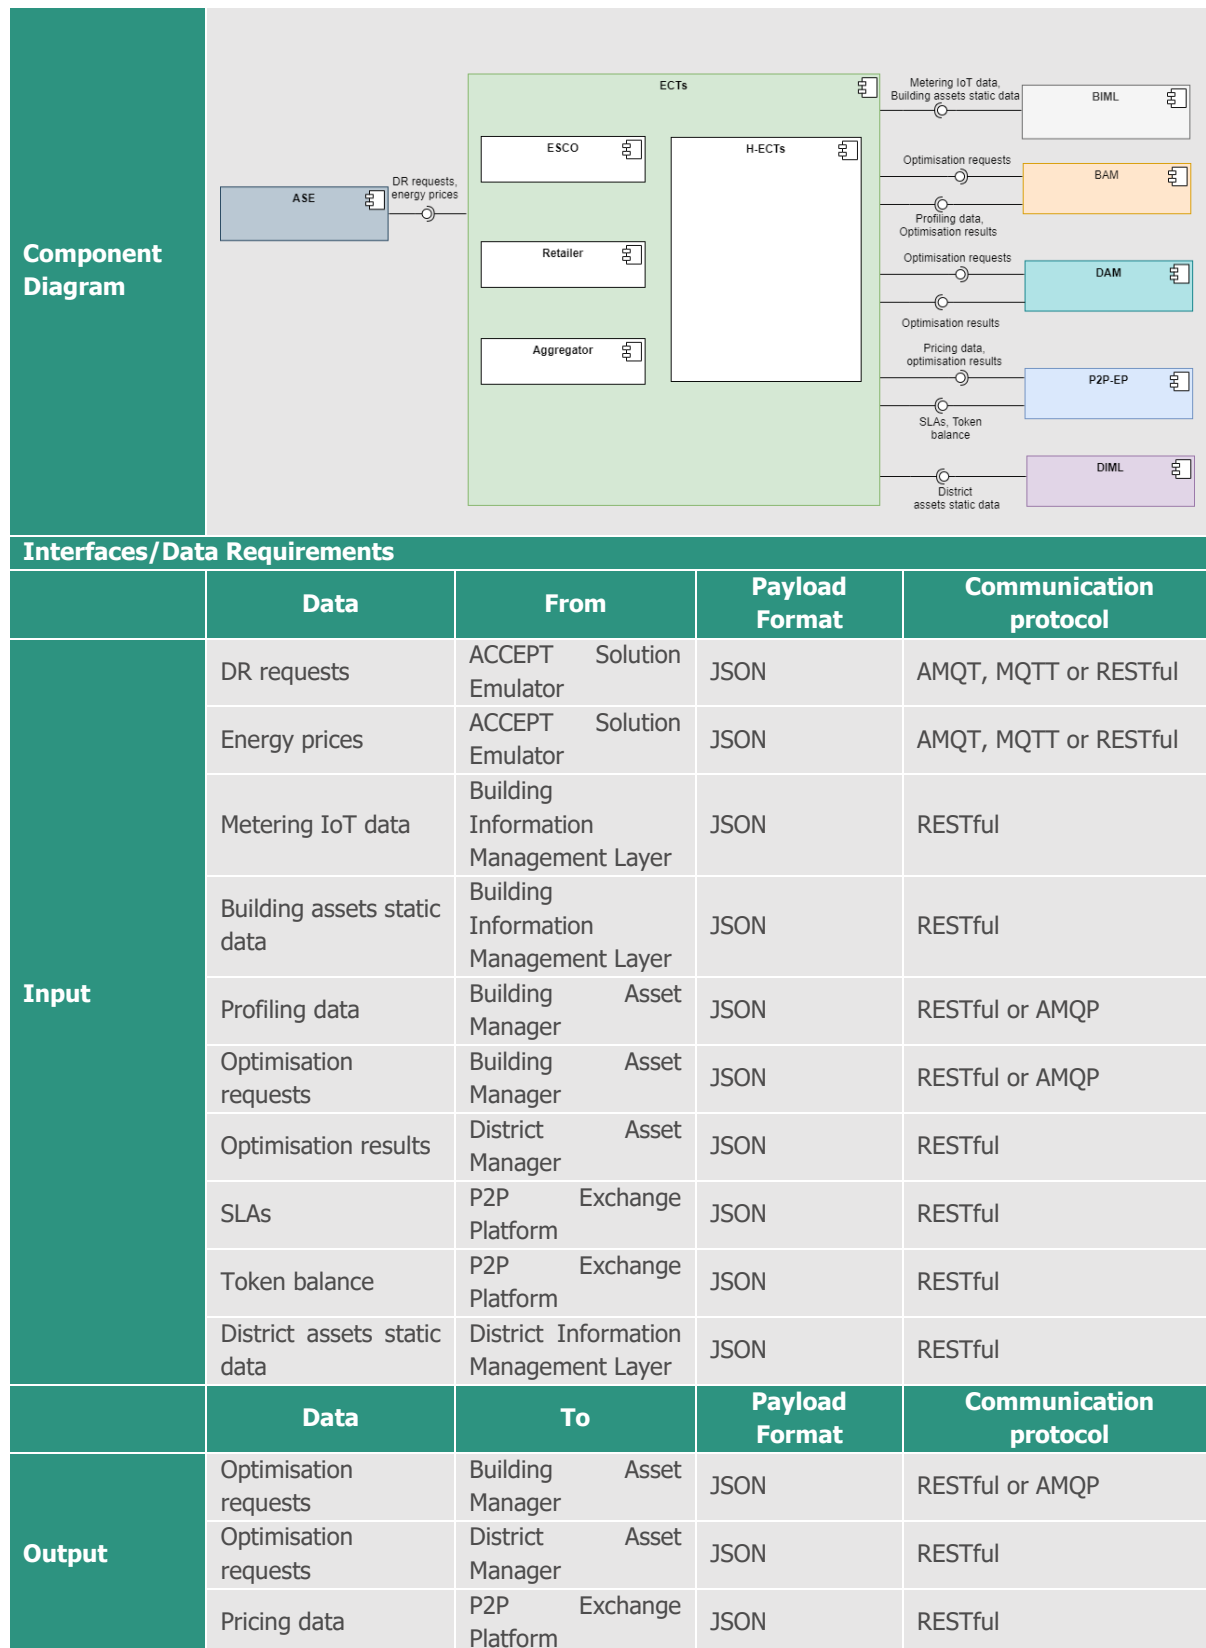 Component
Diagram
ECTs
ESCO
H-ECTs
Retailer
Aggregator
ASE
DR requests,
energy prices
Metering IoT data,
Building assets static data
BIML
Optimisation requests
BAM
Profiling data,
Optimisation results
Optimisation requests
DAM
Optimisation results
Pricing data,
optimisation results
P2P-EP
SLAs, Token
balance
DIML
District
assets static data
Interfaces/Data Requirements
Data
From
Payload
Format
Communication
protocol
Input
DR requests
ACCEPT Solution
Emulator
JSON
AMQT, MQTT or RESTful
Energy prices
ACCEPT Solution
Emulator
JSON
AMQT, MQTT or RESTful
Metering IoT data
Building
Information
Management Layer
JSON
RESTful
Building assets static
data
Building
Information
Management Layer
JSON
RESTful
Profiling data
Building Asset
Manager
JSON
RESTful or AMQP
Optimisation
requests
Building Asset
Manager
JSON
RESTful or AMQP
Optimisation results
District Asset
Manager
JSON
RESTful
SLAs
P2P Exchange
Platform
JSON
RESTful
Token balance
P2P Exchange
Platform
JSON
RESTful
District assets static
data
District Information
Management Layer
JSON
RESTful
Data
To
Payload
Format
Communication
protocol
Output
Optimisation
requests
Building Asset
Manager
JSON
RESTful or AMQP
Optimisation
requests
District Asset
Manager
JSON
RESTful
Pricing data
P2P Exchange
Platform
JSON
RESTful